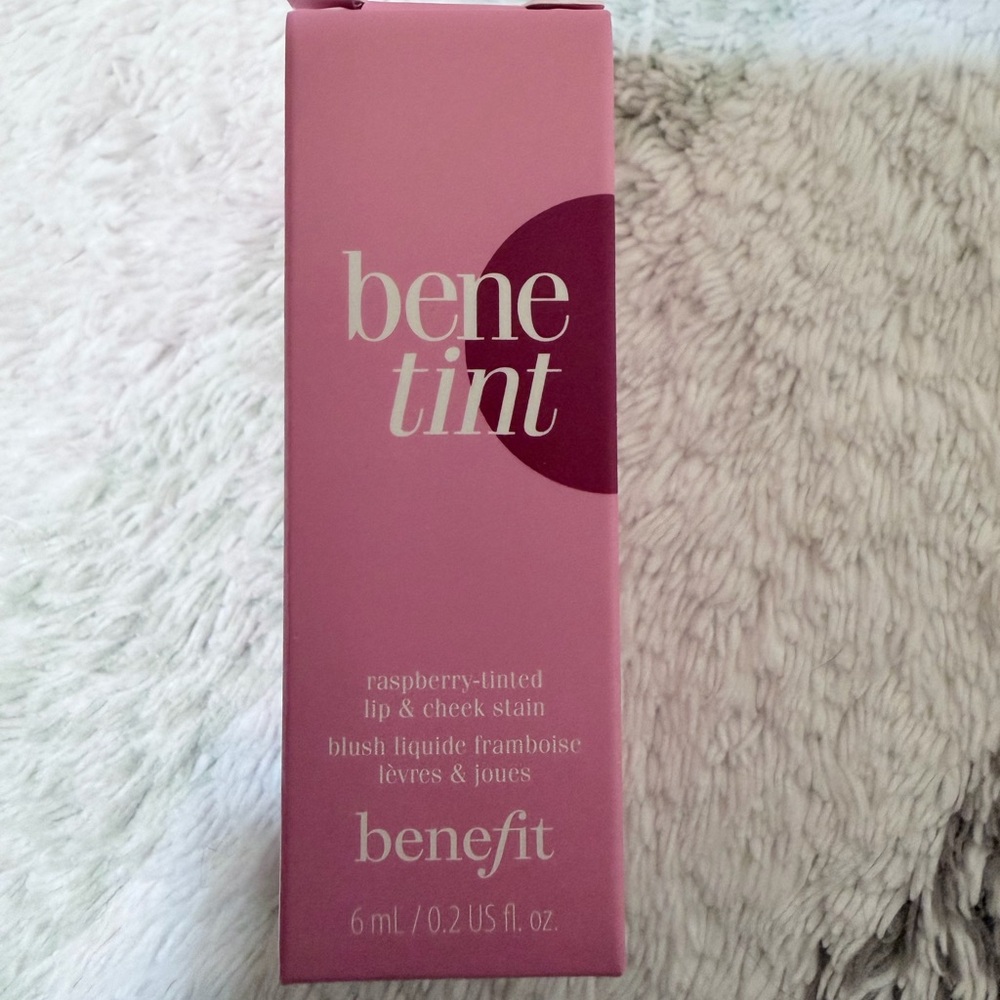 bene
tint
raspberry-tinted
lip & cheek stain
blush liquide framboise
lèvres & joues
benefit
6 mL / 0.2 US fl. oz.